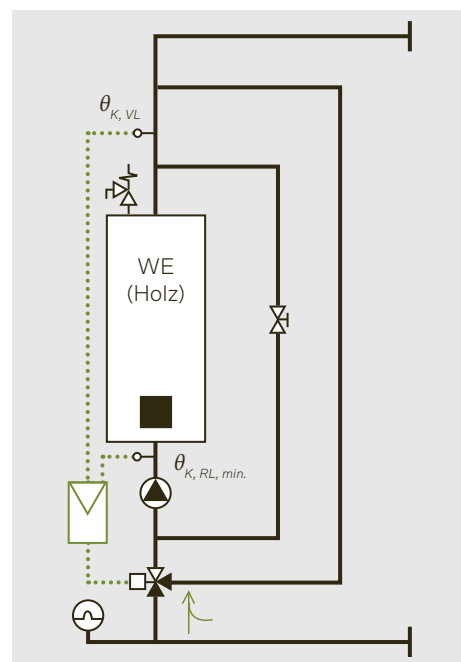 θK, VL
WE
(Holz)
θK, RL, min.